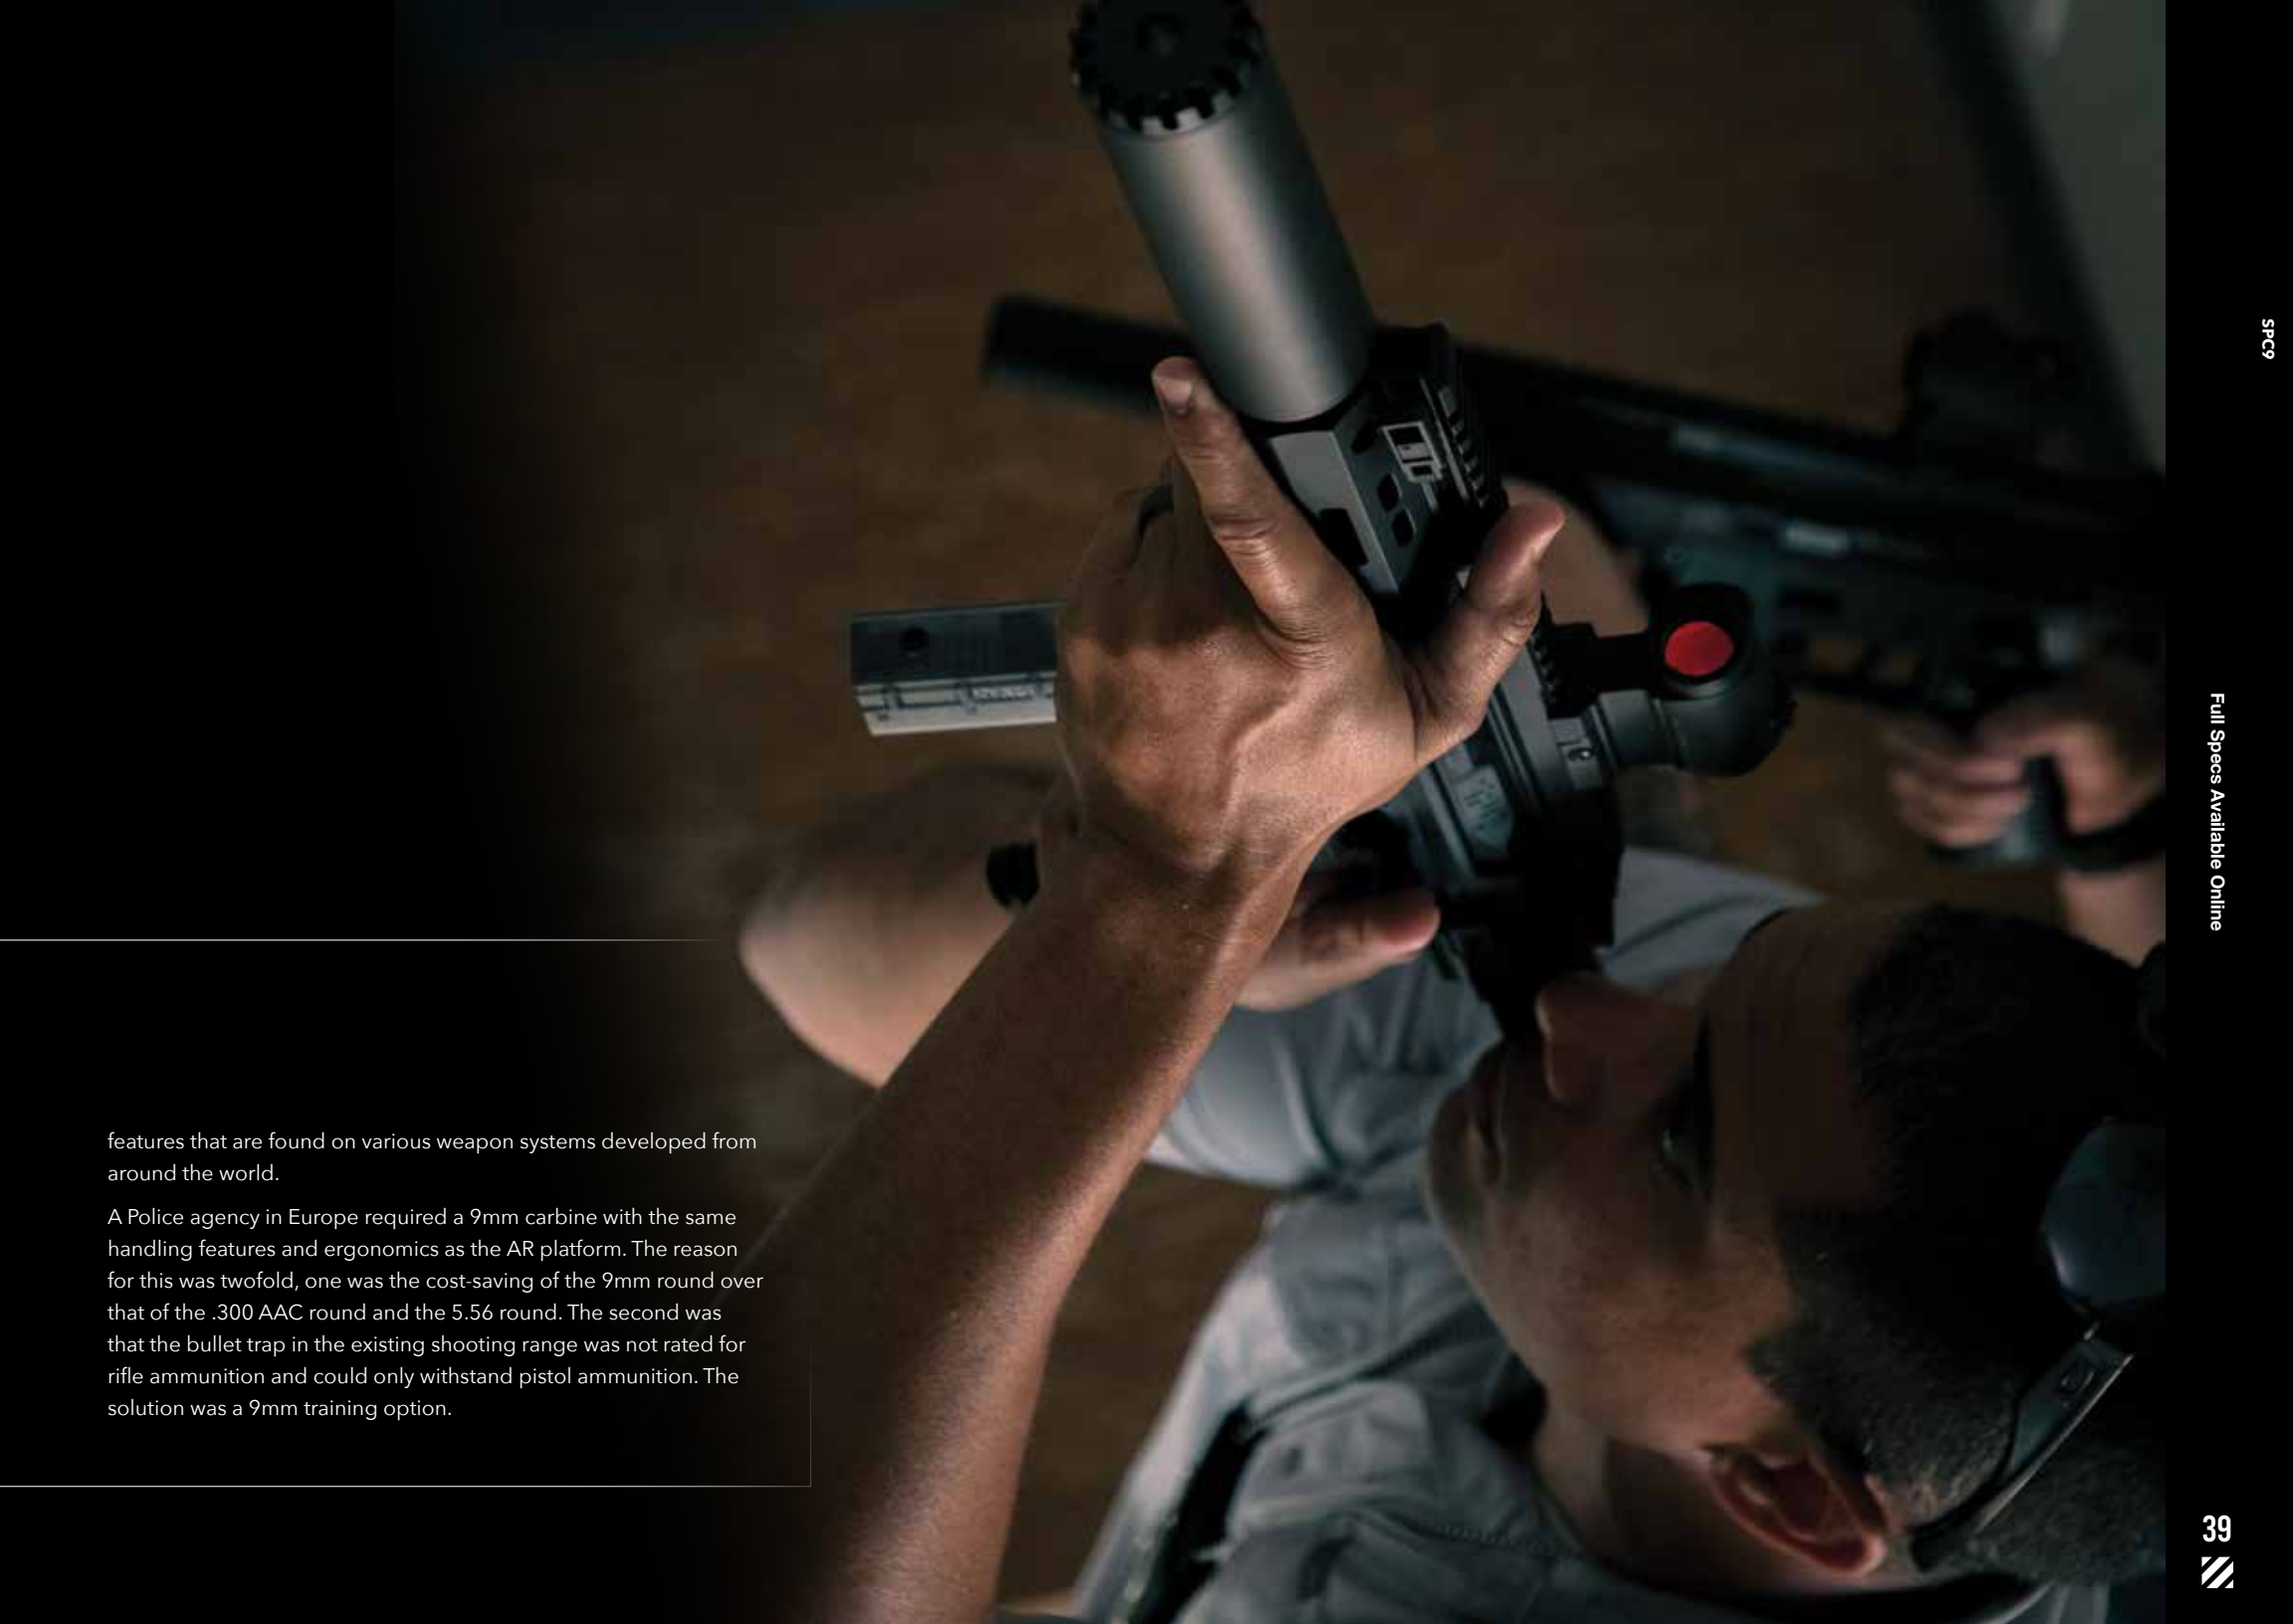 features that are found on various weapon systems developed from
around the world.
A Police agency in Europe required a 9mm carbine with the same
handling features and ergonomics as the AR platform. The reason
for this was twofold, one was the cost-saving of the 9mm round over
that of the .300 AAC round and the 5.56 round. The second was
that the bullet trap in the existing shooting range was not rated for
rifle ammunition and could only withstand pistol ammunition. The
solution was a 9mm training option.
SPC9
Full Specs Available Online
39